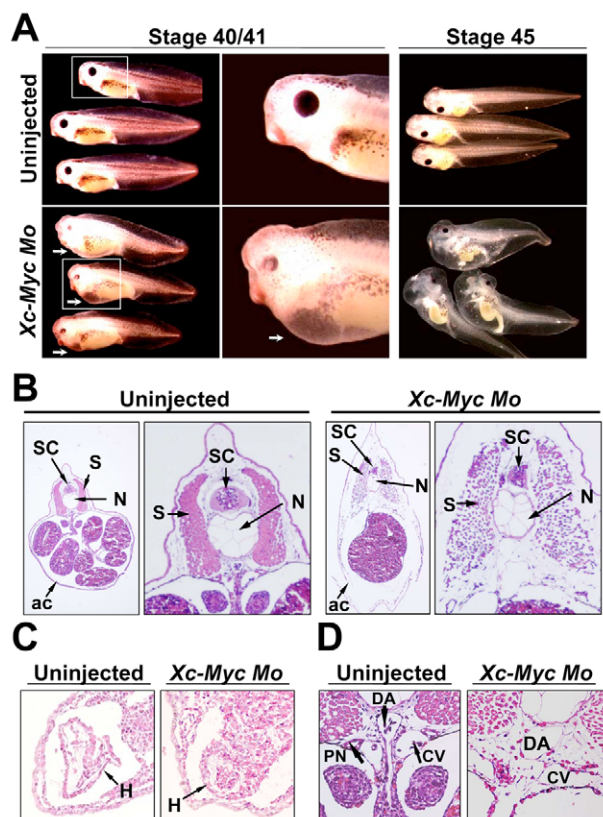 A
Stage 40/41
Stage 45
Uninjected
Xc-Myc Mo
B
Uninjected
Xc-Myc Mo
SC
S
N
ac
SC
S
N
SC
S
N
ac
SC
S
N
C
Uninjected
Xc-Myc Mo
H
H
D
Uninjected
Xc-Myc Mo
DA
PN
CV
DA
CV